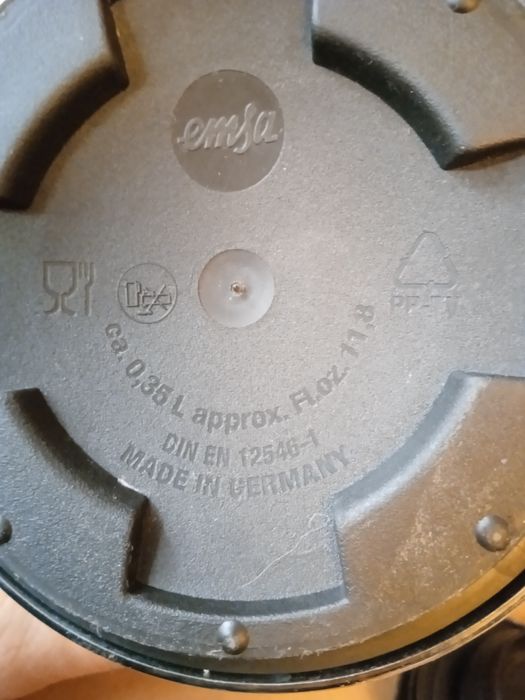 emsa
ca. 0,35 L approx. Fl.oz. 11,8
DIN EN 12546-1
MADE IN GERMANY